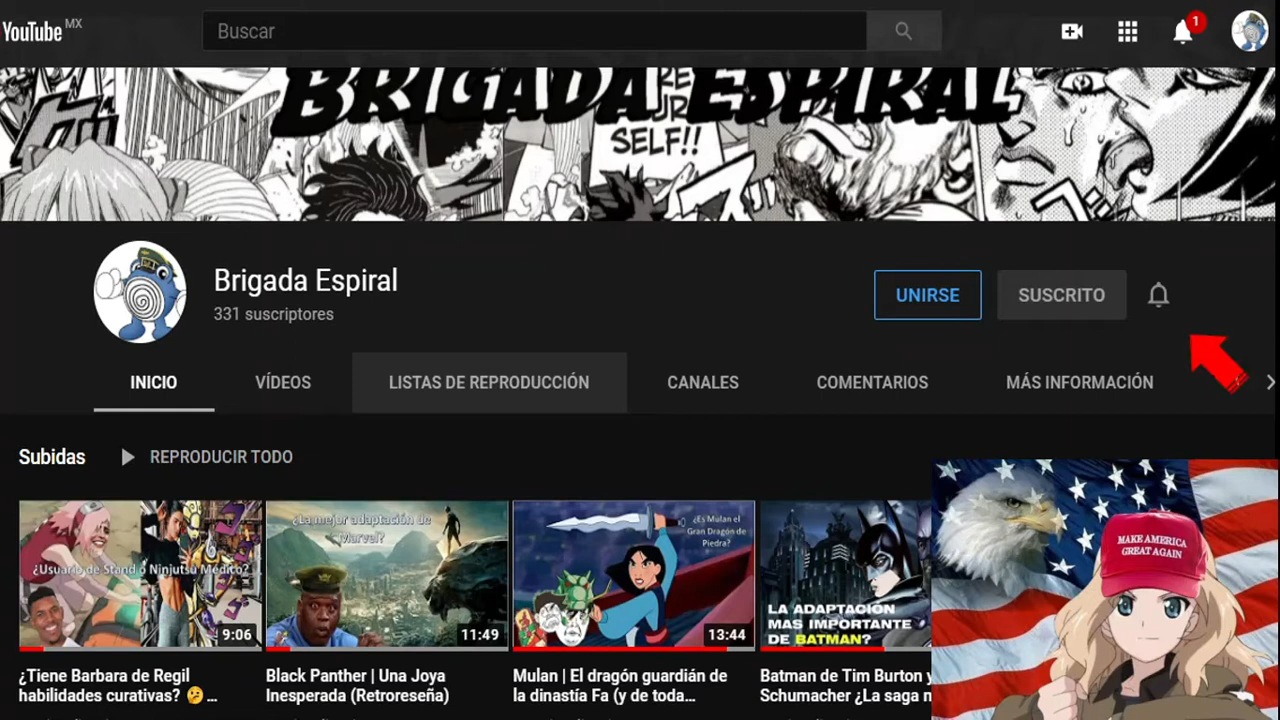 YouTube MX
Buscar
1
BRIGADA ESPIRAL
SELF!!
Brigada Espiral
331 suscriptores
UNIRSE
SUSCRITO
INICIO
VÍDEOS
LISTAS DE REPRODUCCIÓN
CANALES
COMENTARIOS
MÁS INFORMACIÓN
Subidas
REPRODUCIR TODO
¿Usuario de Stand o Ninjutsu Médico?
9:06
¿La mejor adaptación de
Marvel?
11:49
¿Es Mulan el
Gran Dragón de
Piedra?
13:44
LA ADAPTACIÓN
MAS IMPORTANTE
DE BATMAN?
MAKE AMERICA
GREAT AGAIN
¿Tiene Barbara de Regil
habilidades curativas? 🤔 ...
Black Panther | Una Joya
Inesperada (Retroreseña)
Mulan | El dragón guardián de
la dinastía Fa (y de toda...
Batman de Tim Burton y
Schumacher ¿La saga